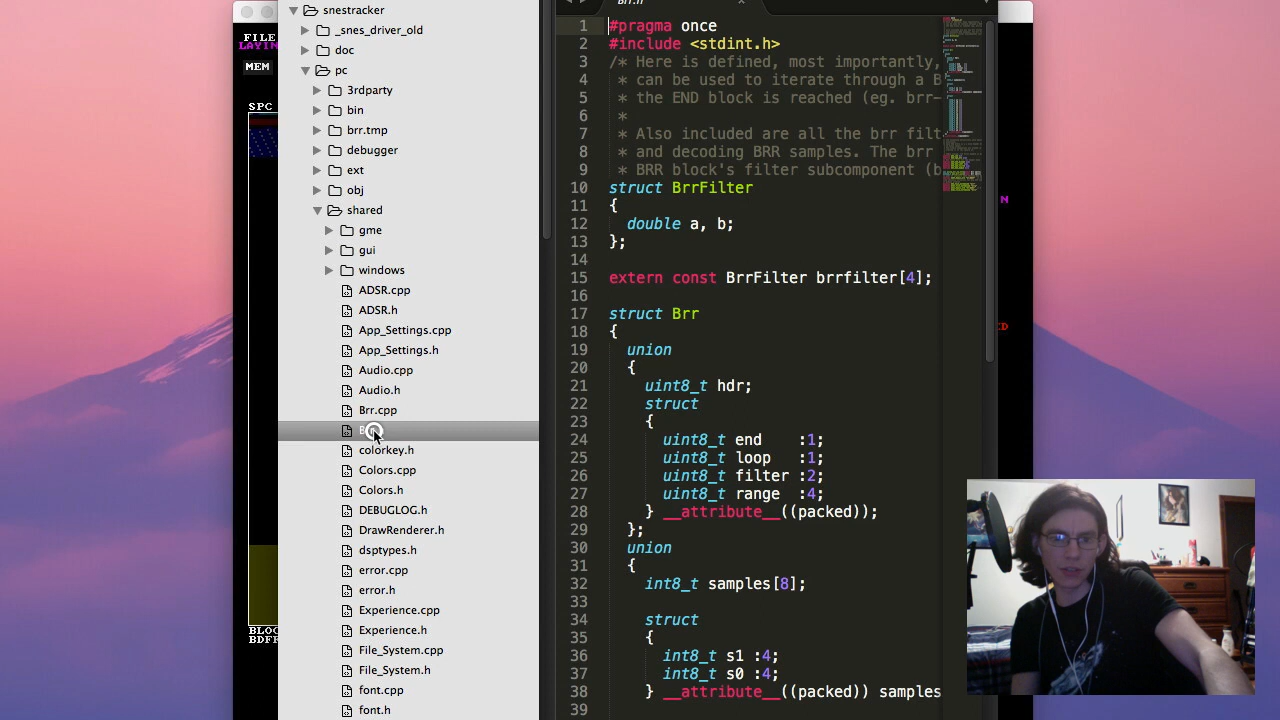 FILE
LAYIN
MEM
SPC
BLOC
BDFR
snestracker
_snes_driver_old
doc
pc
3rdparty
bin
brr.tmp
debugger
ext
obj
shared
gme
gui
windows
ADSR.cpp
ADSR.h
App_Settings.cpp
App_Settings.h
Audio.cpp
Audio.h
Brr.cpp
colorkey.h
Colors.cpp
Colors.h
DEBUGLOG.h
DrawRenderer.h
dsptypes.h
error.cpp
error.h
Experience.cpp
Experience.h
File_System.cpp
File_System.h
font.cpp
font.h
Brr.h
1 #pragma once
2 #include <stdint.h>
3 /* Here is defined, most importantly,
4 * can be used to iterate through a B
5 * the END block is reached (eg. brr-
6 *
7 * Also included are all the brr filt
8 * and decoding BRR samples. The brr
9 * BRR block's filter subcomponent (b
10 struct BrrFilter
11 {
12 double a, b;
13 };
14
15 extern const BrrFilter brrfilter[4];
16
17 struct Brr
18 {
19 union
20 {
21 uint8_t hdr;
22 struct
23 {
24 uint8_t end :1;
25 uint8_t loop :1;
26 uint8_t filter :2;
27 uint8_t range :4;
28 } __attribute__((packed));
29 };
30 union
31 {
32 int8_t samples[8];
33
34 struct
35 {
36 int8_t s1 :4;
37 int8_t s0 :4;
38 } __attribute__((packed)) samples
39
N